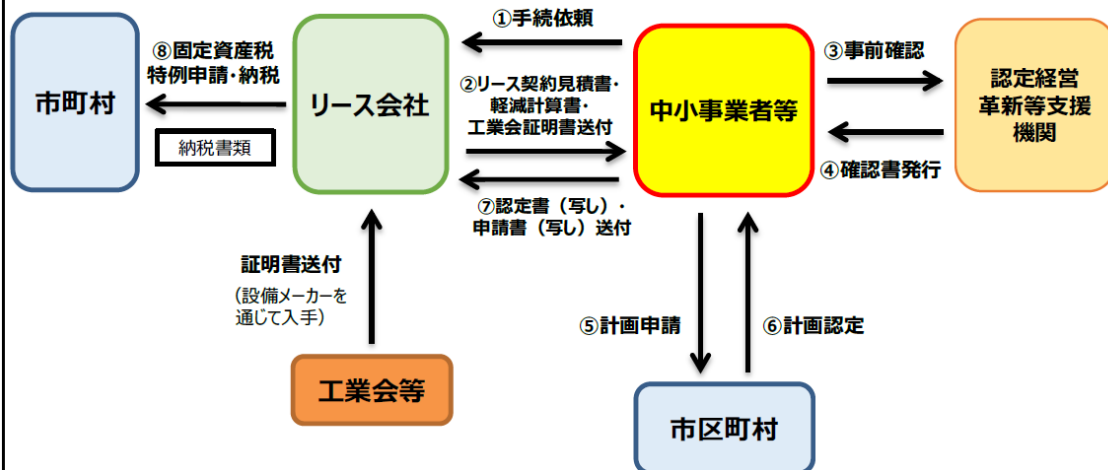 ①手続依頼
⑧固定資産税
特例申請・納税
市町村
納税書類
リース会社
②リース契約見積書・
軽減計算書・
工業会証明書送付
中小事業者等
③事前確認
④確認書発行
認定経営
革新等支援
機関
⑦認定書（写し）・
申請書（写し）送付
証明書送付
（設備メーカーを
通じて入手）
工業会等
⑤計画申請
⑥計画認定
市区町村